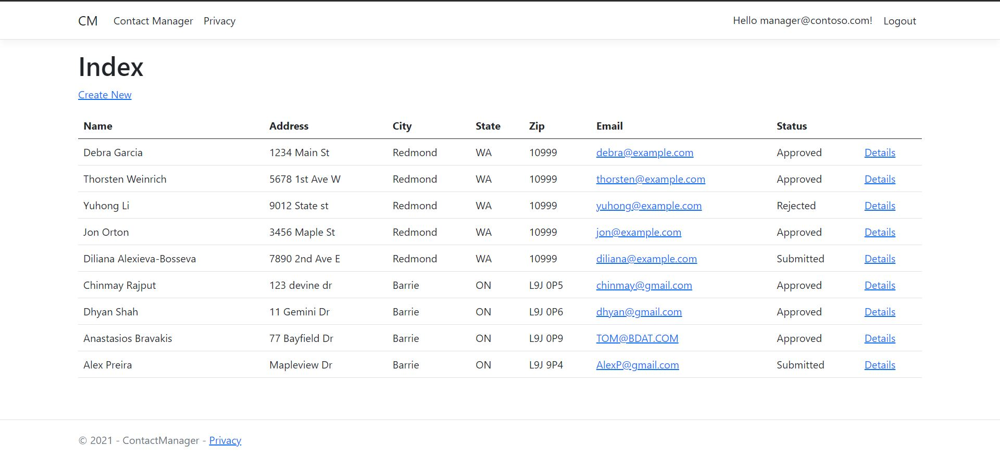 CM Contact Manager Privacy Hello manager@contoso.com! Logout
Index
Create New
Name Address City State Zip Email Status
Debra Garcia 1234 Main St Redmond WA 10999 debra@example.com Approved Details
Thorsten Weinrich 5678 1st Ave W Redmond WA 10999 thorsten@example.com Approved Details
Yuhong Li 9012 State st Redmond WA 10999 yuhong@example.com Rejected Details
Jon Orton 3456 Maple St Redmond WA 10999 jon@example.com Approved Details
Diliana Alexieva-Bosseva 7890 2nd Ave E Redmond WA 10999 diliana@example.com Submitted Details
Chinmay Rajput 123 devine dr Barrie ON L9J 0P5 chinmay@gmail.com Approved Details
Dhyan Shah 11 Gemini Dr Barrie ON L9J 0P6 dhyan@gmail.com Approved Details
Anastasios Bravakis 77 Bayfield Dr Barrie ON L9J 0P9 TOM@BDAT.COM Approved Details
Alex Preira Mapleview Dr Barrie ON L9J 9P4 AlexP@gmail.com Submitted Details
© 2021 - ContactManager - Privacy